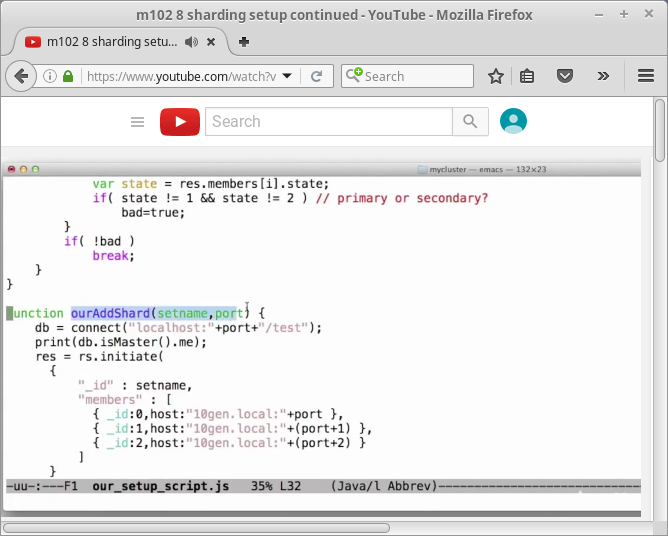 m102 8 sharding setup continued - YouTube - Mozilla Firefox
m102 8 sharding setu...
https://www.youtube.com/watch?v
Search
Search
mycluster — emacs — 132×23
var state = res.members[i].state;
if( state != 1 && state != 2 ) // primary or secondary?
bad=true;
}
if( !bad )
break;
}
}
unction ourAddShard(setname,port) {
db = connect("localhost:"+port+"/test");
print(db.isMaster().me);
res = rs.initiate(
{
"_id" : setname,
"members" : [
{ _id:0,host:"10gen.local:"+port },
{ _id:1,host:"10gen.local:"+(port+1) },
{ _id:2,host:"10gen.local:"+(port+2) }
]
}
-uu-:---F1 our_setup_script.js 35% L32 (Java/l Abbrev)------------------------------